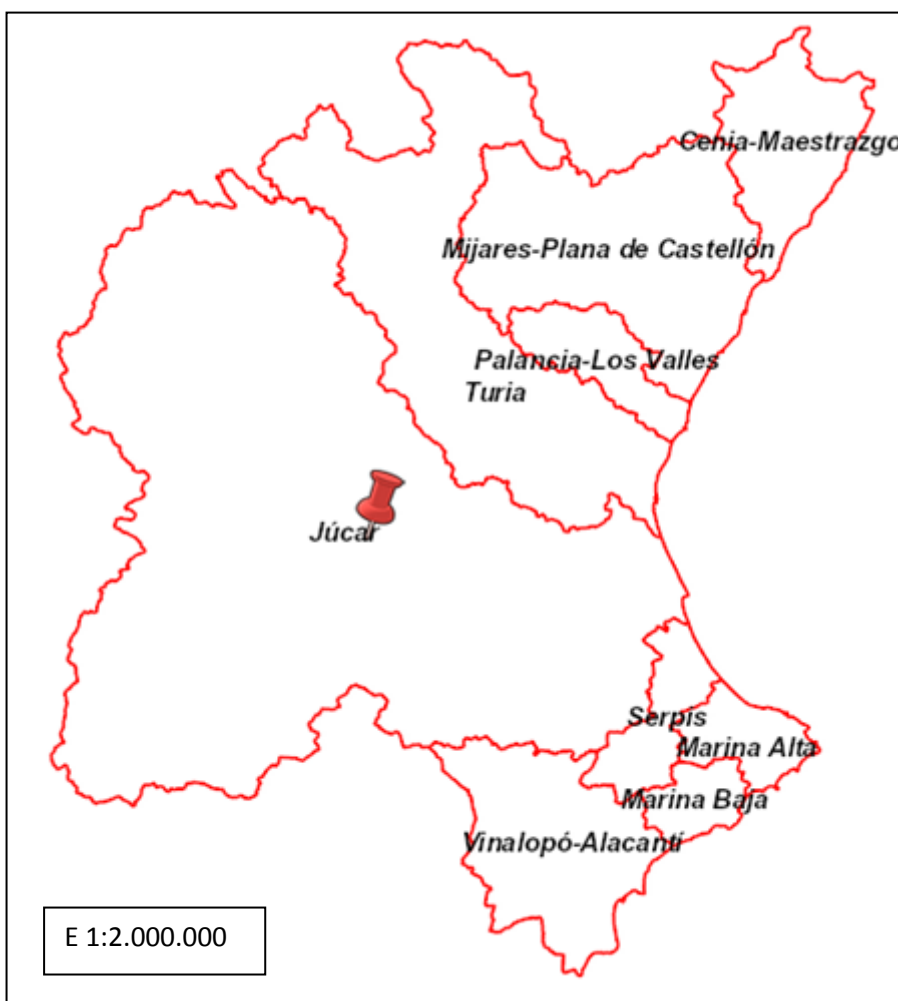 Cenia-Maestrazgo
Mijares-Plana de Castellón
Palancia-Los Valles
Turia
Júcar
Serpis
Marina Alta
Marina Baja
Vinalopó-Alacantí
E 1:2.000.000